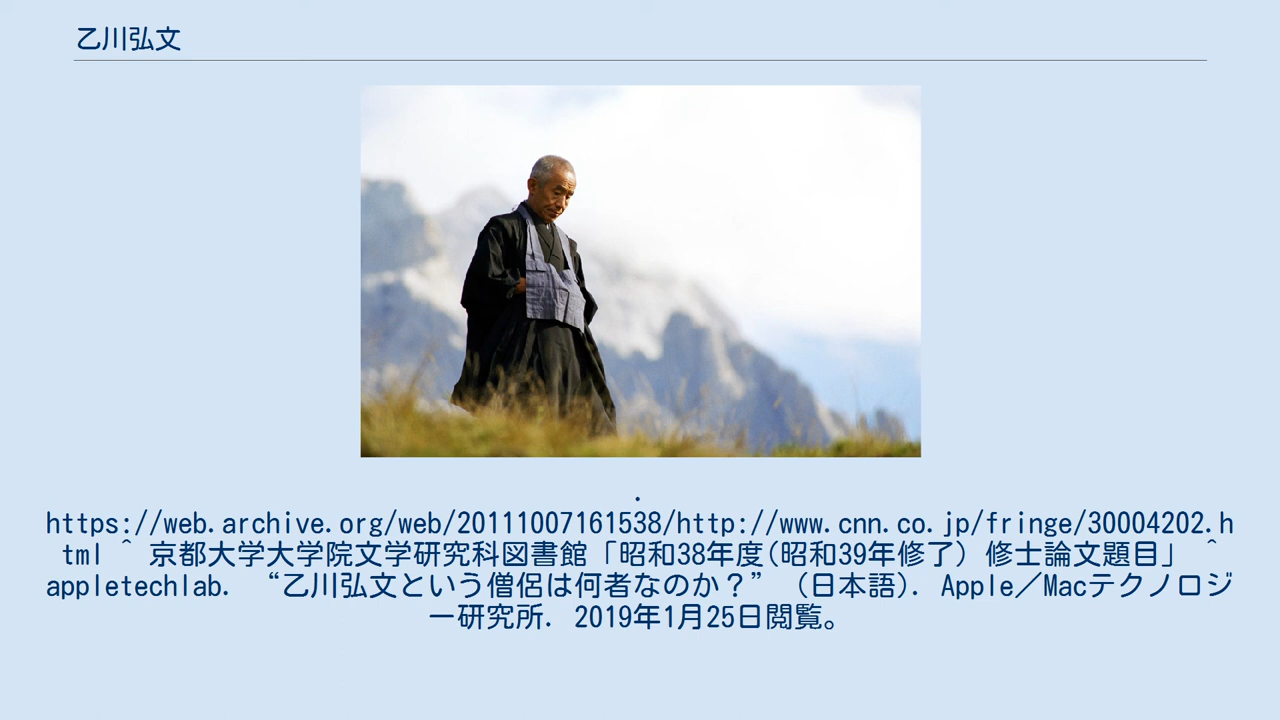 乙川弘文
.
https://web.archive.org/web/20111007161538/http://www.cnn.co.jp/fringe/30004202.h
tml ^ 京都大学大学院文学研究科図書館「昭和38年度(昭和39年修了) 修士論文題目」 ^
appletechlab. “乙川弘文という僧侶は何者なのか？” (日本語). Apple／Macテクノロジ
ー研究所. 2019年1月25日閲覧。